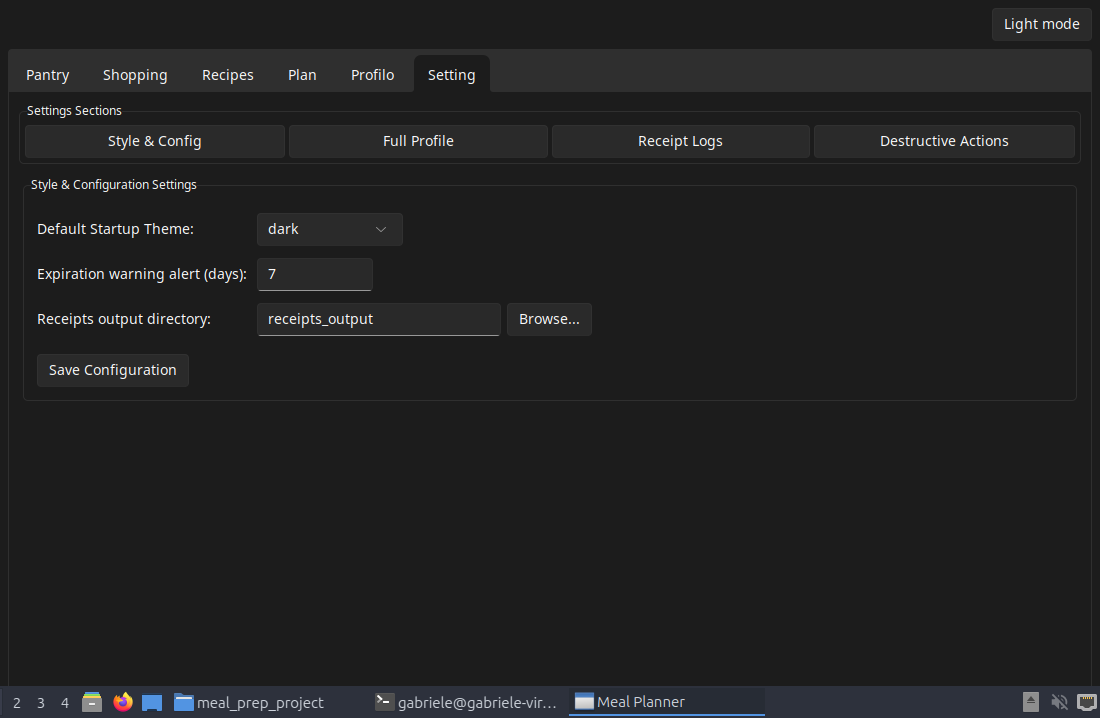 Light mode
Pantry Shopping Recipes Plan Profilo Setting
Settings Sections
Style & Config Full Profile Receipt Logs Destructive Actions
Style & Configuration Settings
Default Startup Theme: dark
Expiration warning alert (days): 7
Receipts output directory: receipts_output Browse...
Save Configuration
2 3 4 meal_prep_project gabriele@gabriele-vir... Meal Planner